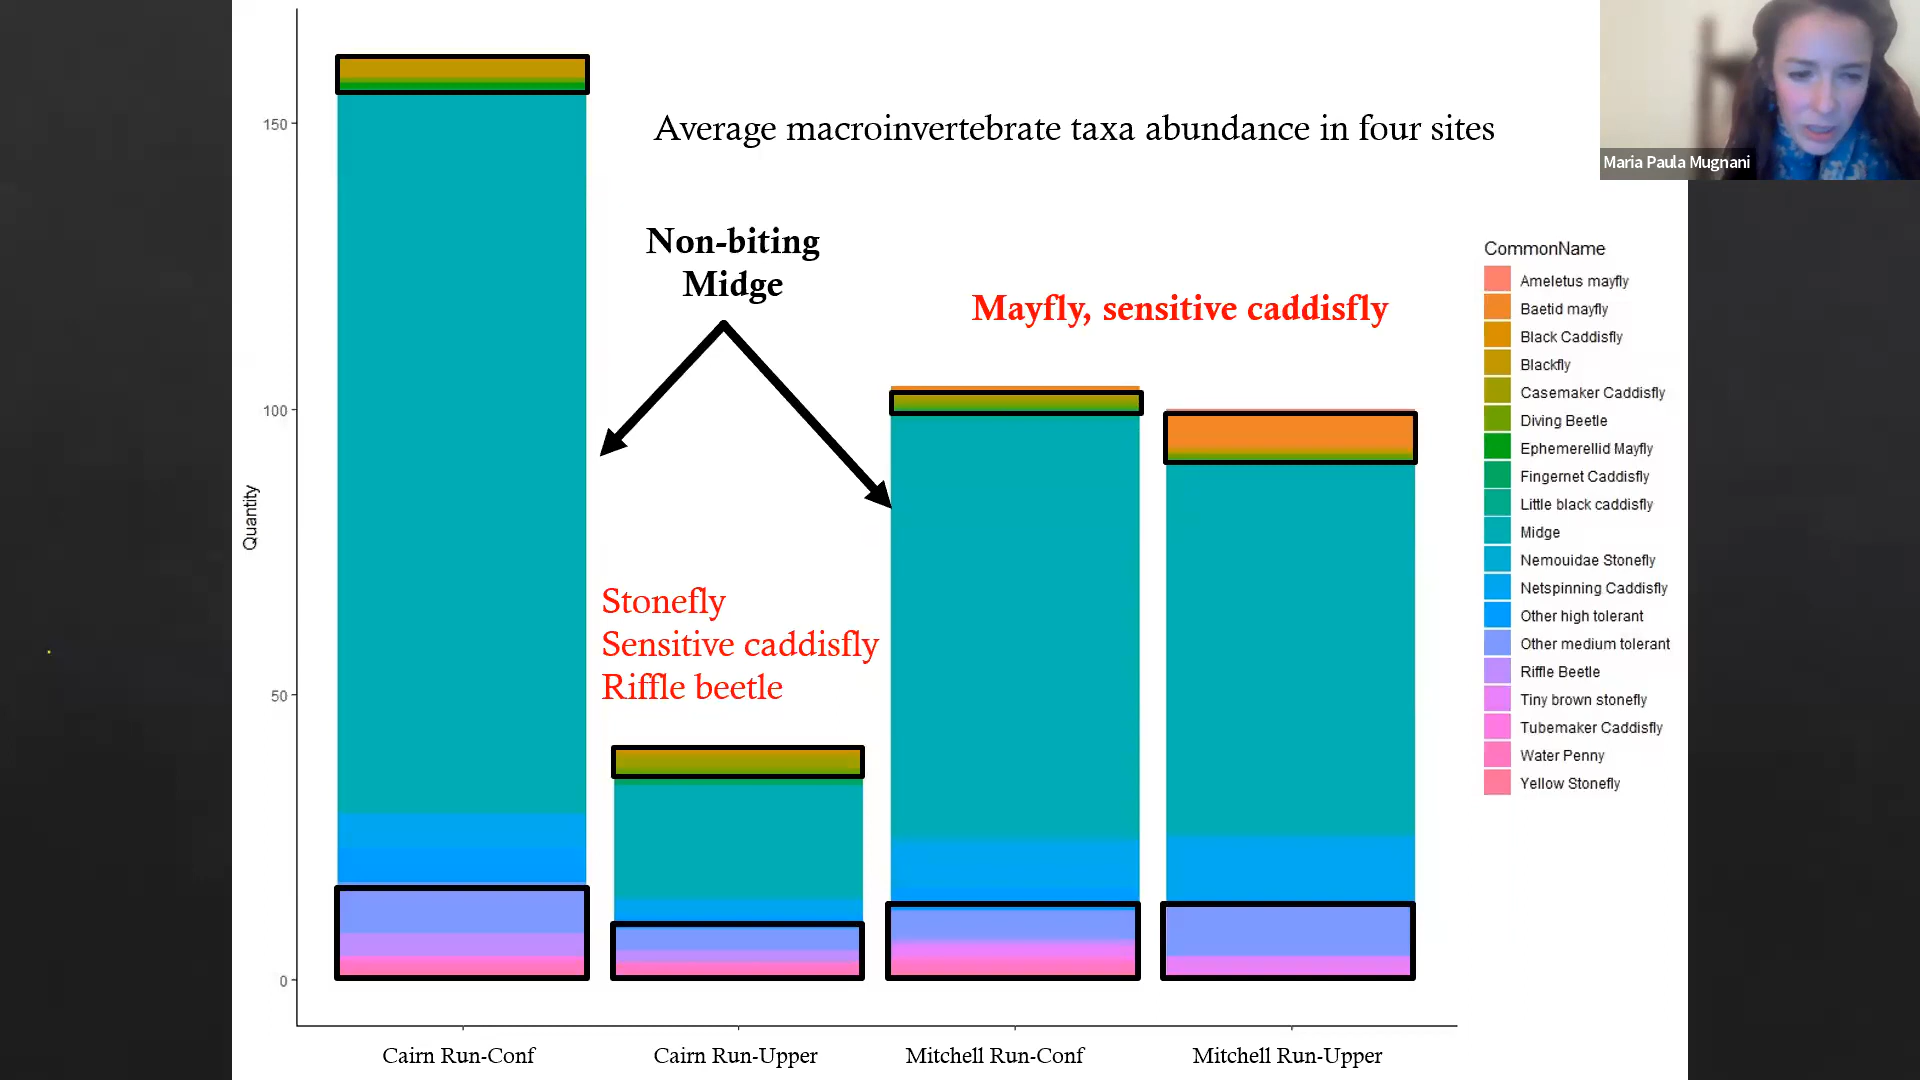 Average macroinvertebrate taxa abundance in four sites
Maria Paula Mugnani
Non-biting
Midge
Mayfly, sensitive caddisfly
Stonefly
Sensitive caddisfly
Riffle beetle
Quantity
150
100
50
0
Cairn Run-Conf
Cairn Run-Upper
Mitchell Run-Conf
Mitchell Run-Upper
CommonName
Ameletus mayfly
Baetid mayfly
Black Caddisfly
Blackfly
Casemaker Caddisfly
Diving Beetle
Ephemerellid Mayfly
Fingernet Caddisfly
Little black caddisfly
Midge
Nemouidae Stonefly
Netspinning Caddisfly
Other high tolerant
Other medium tolerant
Riffle Beetle
Tiny brown stonefly
Tubemaker Caddisfly
Water Penny
Yellow Stonefly